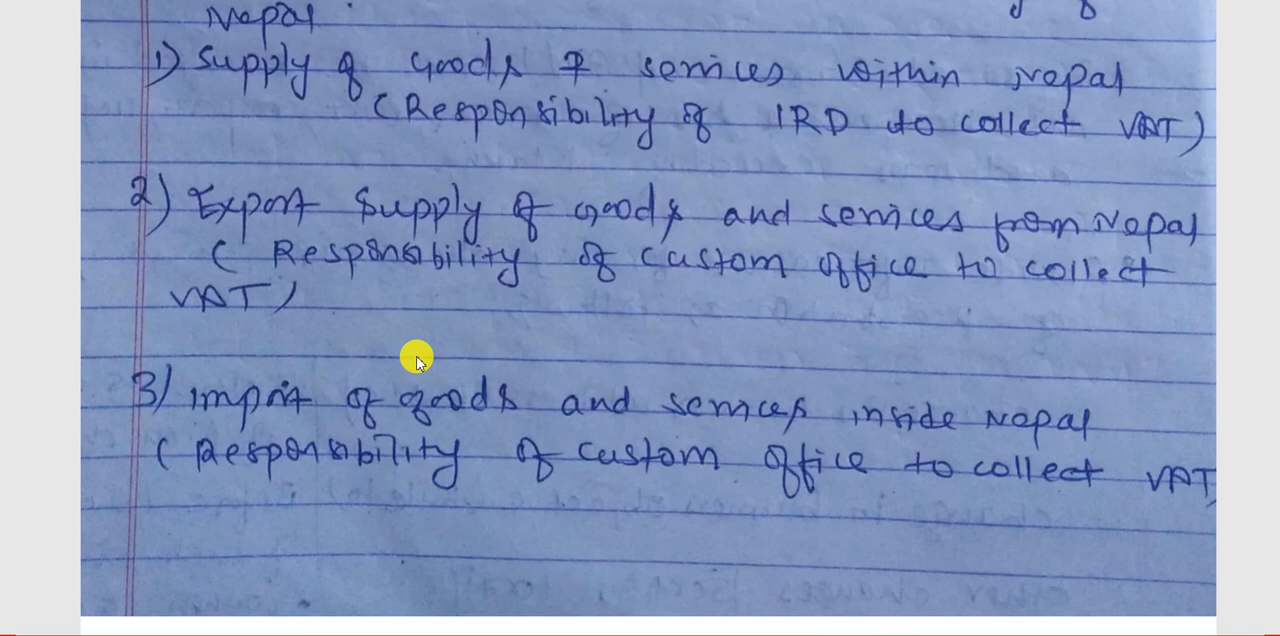 Nepal.
1) Supply of Goods & services within Nepal
(Responsibility of IRD to collect VAT)
2) Export supply of goods and services from Nepal
( Responsibility of custom office to collect
VAT)
3) Import of goods and services inside Nepal
(Responsibility of custom office to collect VAT